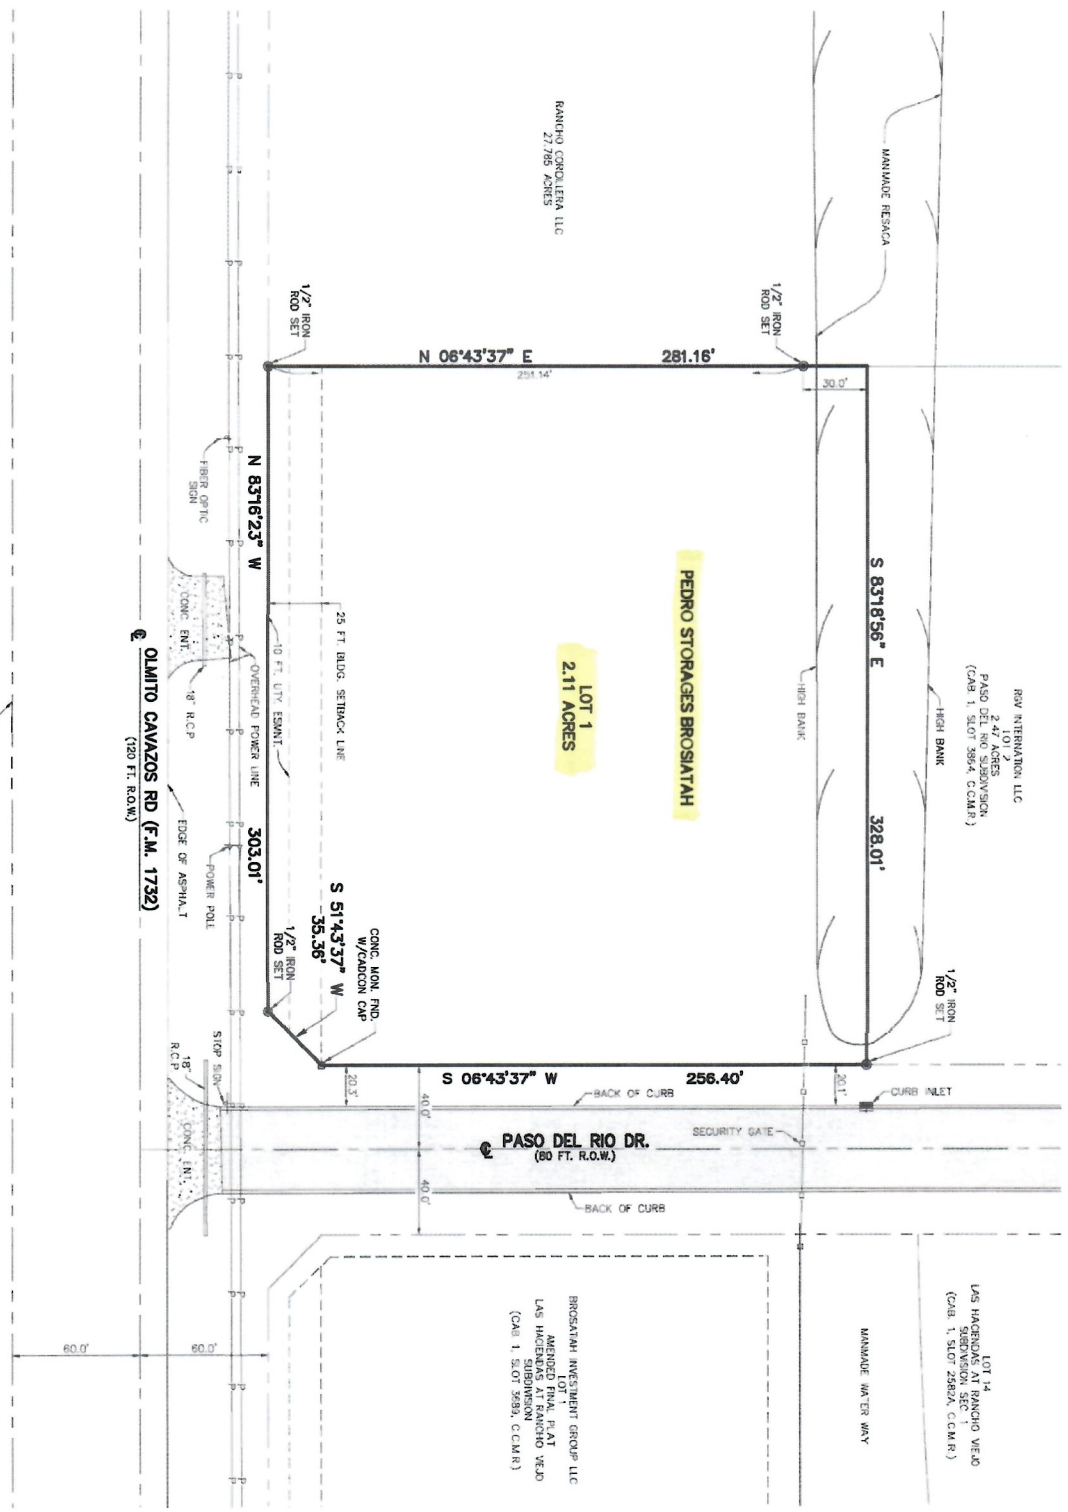 RGV INTERNATION LLC
LOT 2
2.47 ACRES
PASO DEL RIO SUBDIVISION
(CAB. 1, SLOT 3864, C.C.M.R.)
LOT 14
LAS HACIENDAS AT RANCHO VIEJO
SUBDIVISION SEC. 1
(CAB. 1, SLOT 2582A, C.C.M.R.)
MANMADE RESACA
HIGH BANK
HIGH BANK
MANMADE WATER WAY
1/2" IRON
ROD SET
1/2" IRON
ROD SET
S 83°18'56" E
328.01'
30.0'
RANCHO CORDILLERA LLC
27.785 ACRES
N 06°43'37" E
281.16'
251.14'
PEDRO STORAGES BROSIATAH
LOT 1
2.11 ACRES
S 06°43'37" W
256.40'
20.1'
20.3'
CURB INLET
BACK OF CURB
SECURITY GATE
PASO DEL RIO DR.
(80 FT. R.O.W.)
40.0'
40.0'
BACK OF CURB
BROSATIAH INVESTMENT GROUP LLC
LOT 1
AMENDED FINAL PLAT
LAS HACIENDAS AT RANCHO VIEJO
SUBDIVISION
(CAB. 1, SLOT 3689, C.C.M.R.)
CONC. MON. FND.
W/CADCON CAP
S 51°43'37" W
35.36'
25 FT. BLDG. SETBACK LINE
10 FT. UTY. ESMNT.
1/2" IRON
ROD SET
1/2" IRON
ROD SET
N 83°16'23" W
303.01'
OVERHEAD POWER LINE
FIBER OPTIC
SIGN
POWER POLE
STOP SIGN
18" R.C.P
CONC. ENT.
18"
R.C.P
CONC. ENT.
EDGE OF ASPHALT
OLMITO CAVAZOS RD (F.M. 1732)
(120 FT. R.O.W.)
60.0'
60.0'